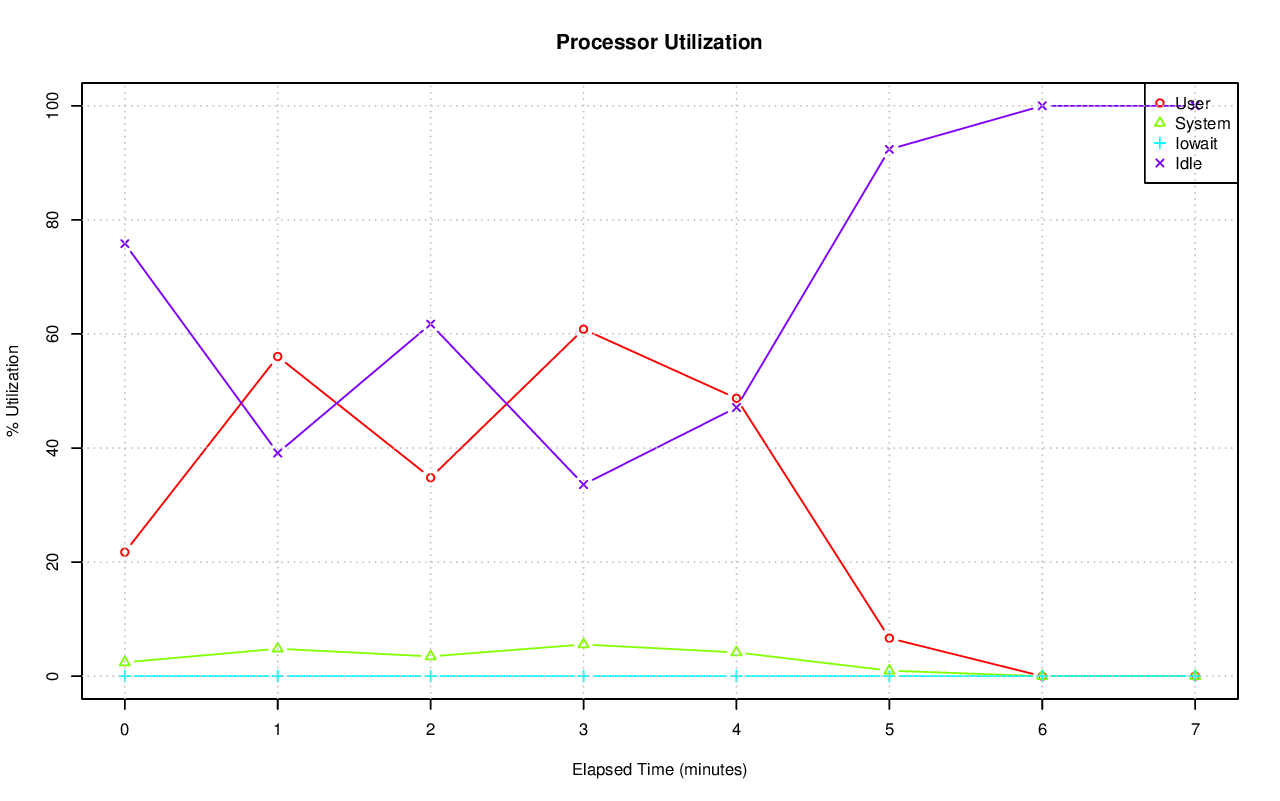 Processor Utilization
% Utilization
100
80
60
40
20
0
User
System
Iowait
Idle
0 1 2 3 4 5 6 7
Elapsed Time (minutes)